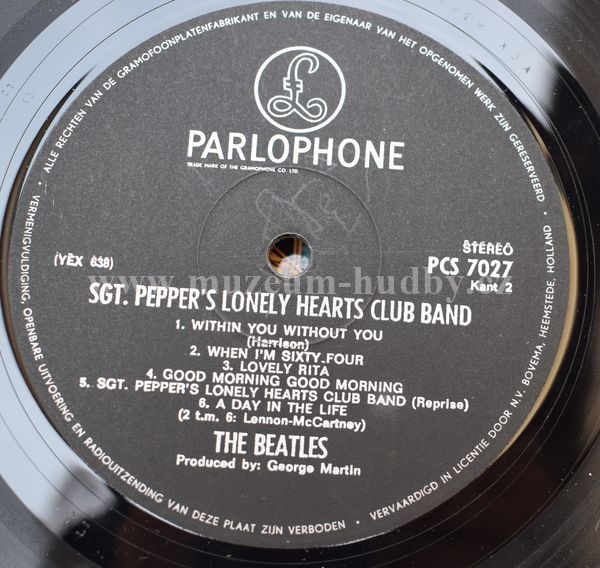 ALLE RECHTEN VAN DE GRAMOFOONPLATENFABRIKANT EN VAN DE EIGENAAR VAN HET OPGENOMEN WERK ZIJN GERESERVEERD •
PARLOPHONE
TRADE MARK OF THE GRAMOPHONE CO. LTD.
STEREO
(YEX 638)
PCS 7027
Kant 2
www.muzeum-hudby.cz
SGT. PEPPER'S LONELY HEARTS CLUB BAND
1. WITHIN YOU WITHOUT YOU
(Harrison)
2. WHEN I'M SIXTY-FOUR
3. LOVELY RITA
4. GOOD MORNING GOOD MORNING
5. SGT. PEPPER'S LONELY HEARTS CLUB BAND (Reprise)
6. A DAY IN THE LIFE
(2 t.m. 6: Lennon-McCartney)
THE BEATLES
Produced by: George Martin
VERMENIGVULDIGING, OPENBARE UITVOERING EN RADIOUITZENDING VAN DEZE PLAAT ZIJN VERBODEN •
VERVAARDIGD IN LICENTIE DOOR N.V. BOVEMA, HEEMSTEDE, HOLLAND •